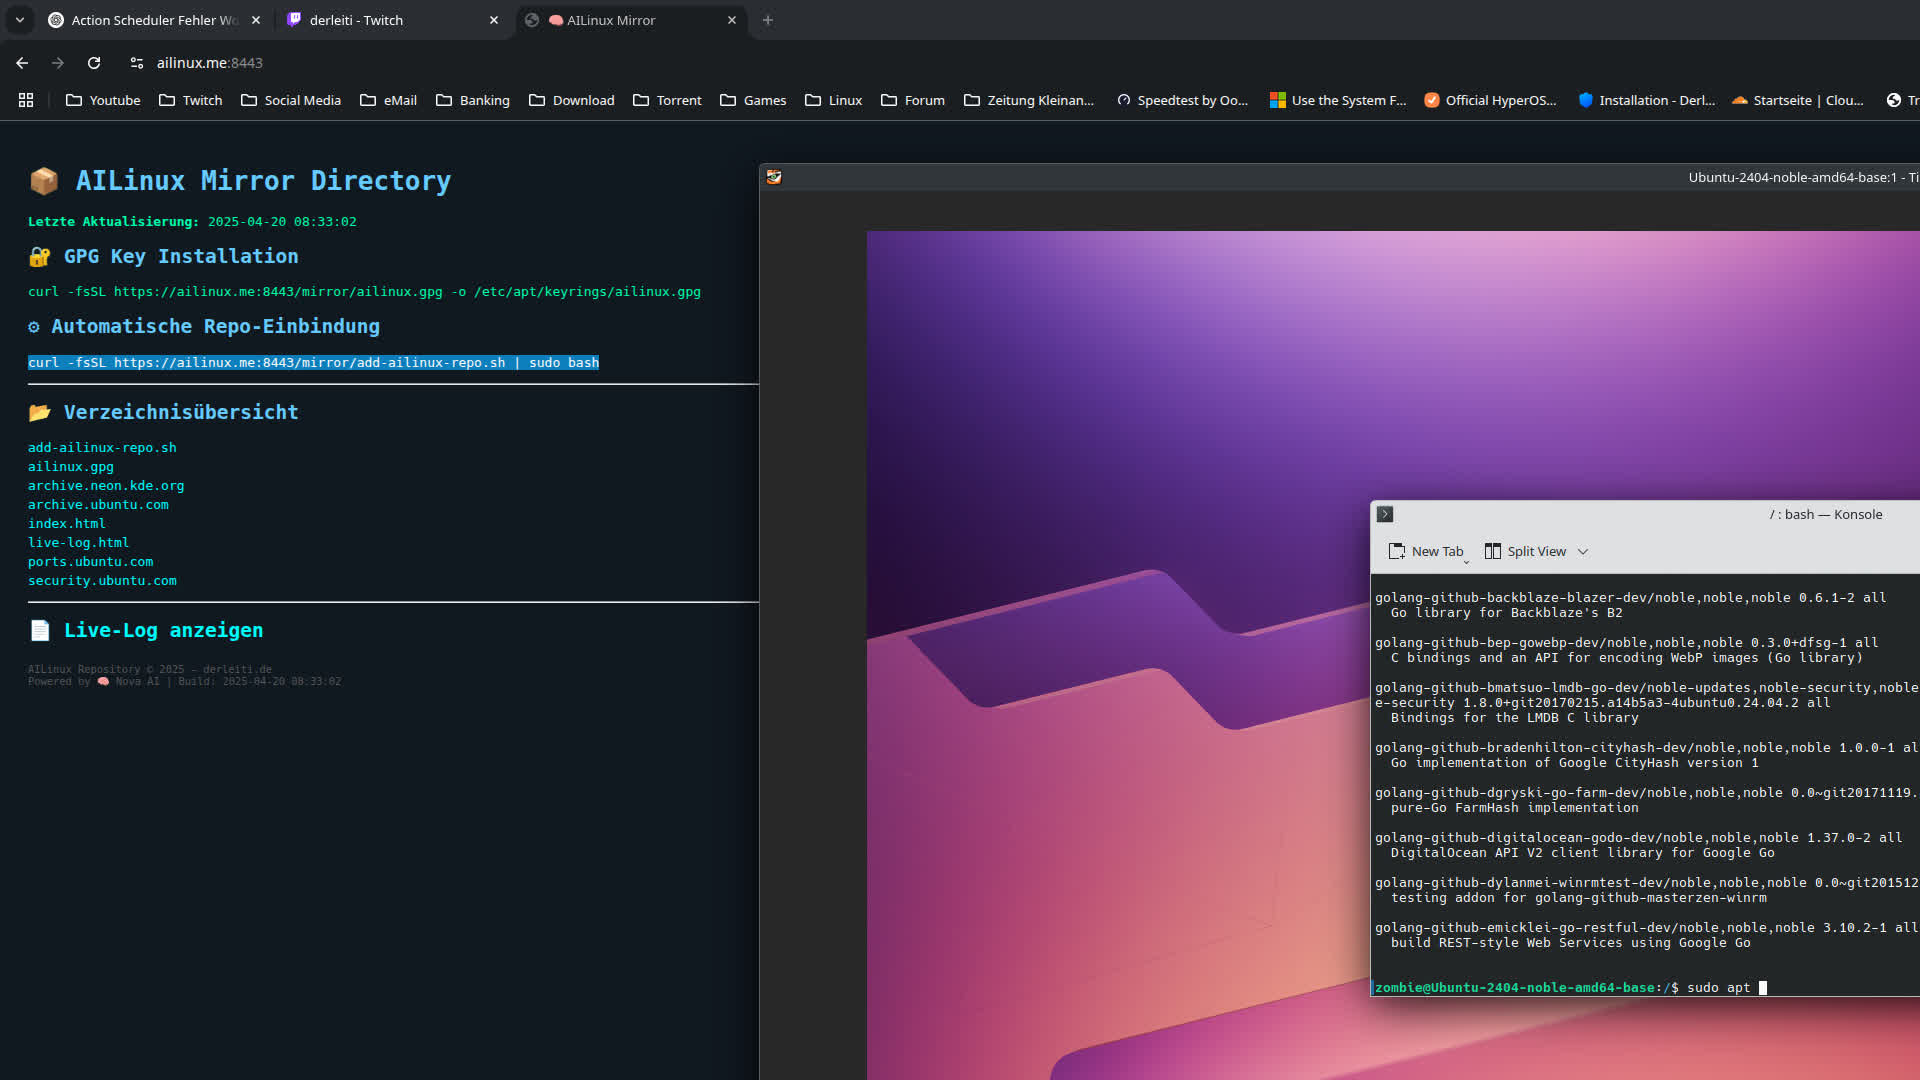 Action Scheduler Fehler Wo
derleiti - Twitch
AILinux Mirror
ailinux.me:8443
Youtube
Twitch
Social Media
eMail
Banking
Download
Torrent
Games
Linux
Forum
Zeitung Kleinan...
Speedtest by Oo...
Use the System F...
Official HyperOS...
Installation - Derl...
Startseite | Clou...
Tr
AILinux Mirror Directory
Letzte Aktualisierung: 2025-04-20 08:33:02
GPG Key Installation
curl -fsSL https://ailinux.me:8443/mirror/ailinux.gpg -o /etc/apt/keyrings/ailinux.gpg
Automatische Repo-Einbindung
curl -fsSL https://ailinux.me:8443/mirror/add-ailinux-repo.sh | sudo bash
Verzeichnisübersicht
add-ailinux-repo.sh
ailinux.gpg
archive.neon.kde.org
archive.ubuntu.com
index.html
live-log.html
ports.ubuntu.com
security.ubuntu.com
Live-Log anzeigen
AILinux Repository © 2025 - derleiti.de
Powered by 🧠 Nova AI | Build: 2025-04-20 08:33:02
Ubuntu-2404-noble-amd64-base:1 - Ti
/ : bash — Konsole
New Tab
Split View
golang-github-backblaze-blazer-dev/noble,noble,noble 0.6.1-2 all
Go library for Backblaze's B2
golang-github-bep-gowebp-dev/noble,noble,noble 0.3.0+dfsg-1 all
C bindings and an API for encoding WebP images (Go library)
golang-github-bmatsuo-lmdb-go-dev/noble-updates,noble-security,noble
e-security 1.8.0+git20170215.a14b5a3-4ubuntu0.24.04.2 all
Bindings for the LMDB C library
golang-github-bradenhilton-cityhash-dev/noble,noble,noble 1.0.0-1 al
Go implementation of Google CityHash version 1
golang-github-dgryski-go-farm-dev/noble,noble,noble 0.0~git20171119.
pure-Go FarmHash implementation
golang-github-digitalocean-godo-dev/noble,noble,noble 1.37.0-2 all
DigitalOcean API V2 client library for Google Go
golang-github-dylanmei-winrmtest-dev/noble,noble,noble 0.0~git201512
testing addon for golang-github-masterzen-winrm
golang-github-emicklei-go-restful-dev/noble,noble,noble 3.10.2-1 all
build REST-style Web Services using Google Go
zombie@Ubuntu-2404-noble-amd64-base:/$ sudo apt